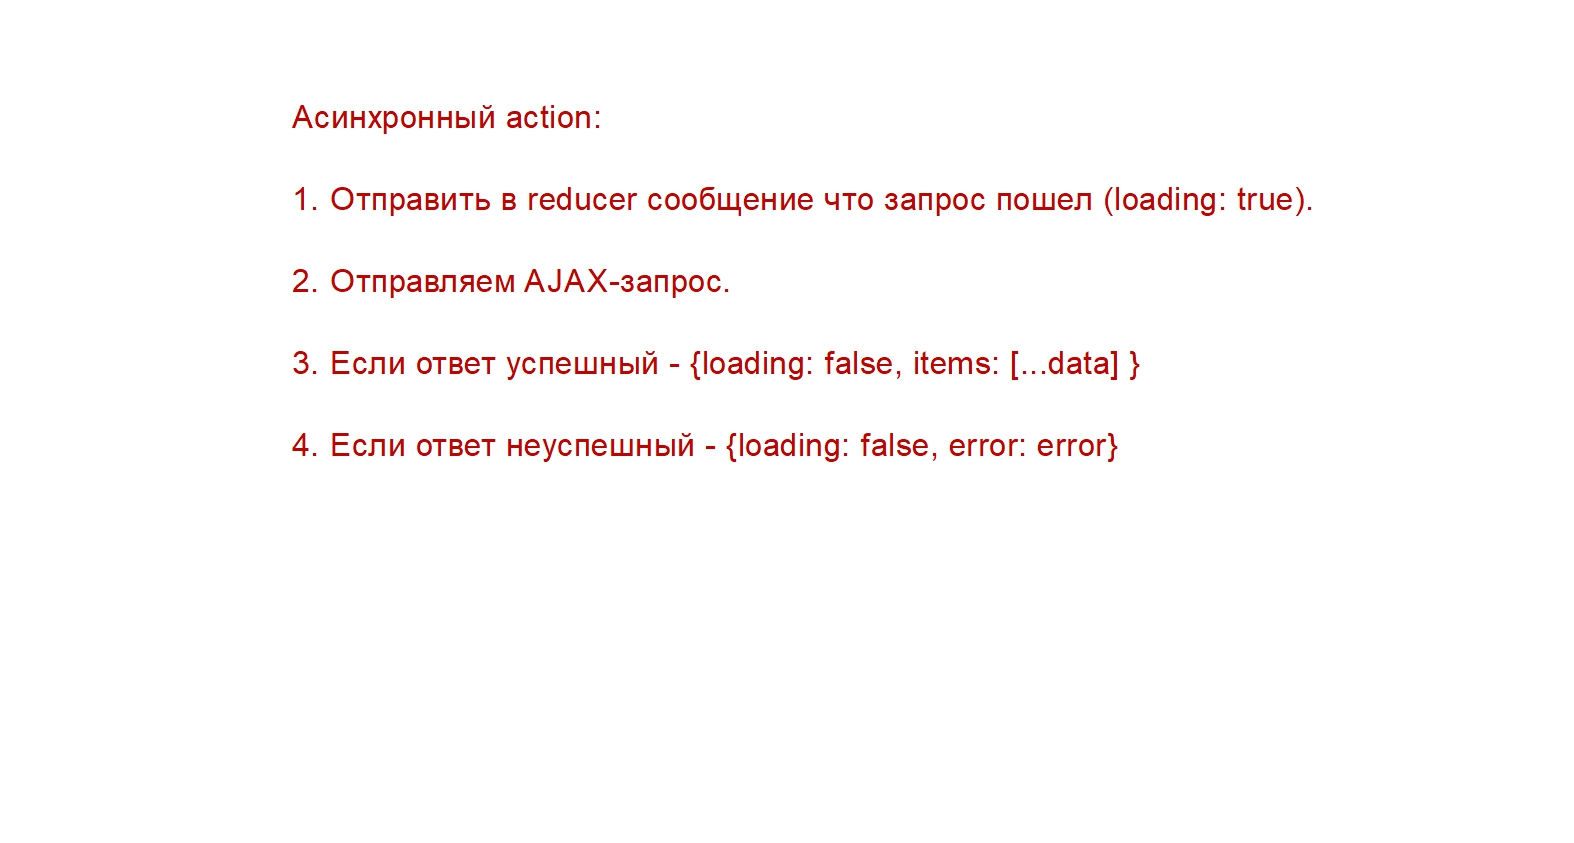 Асинхронный action:
1. Отправить в reducer сообщение что запрос пошел (loading: true).
2. Отправляем AJAX-запрос.
3. Если ответ успешный - {loading: false, items: [...data] }
4. Если ответ неуспешный - {loading: false, error: error}